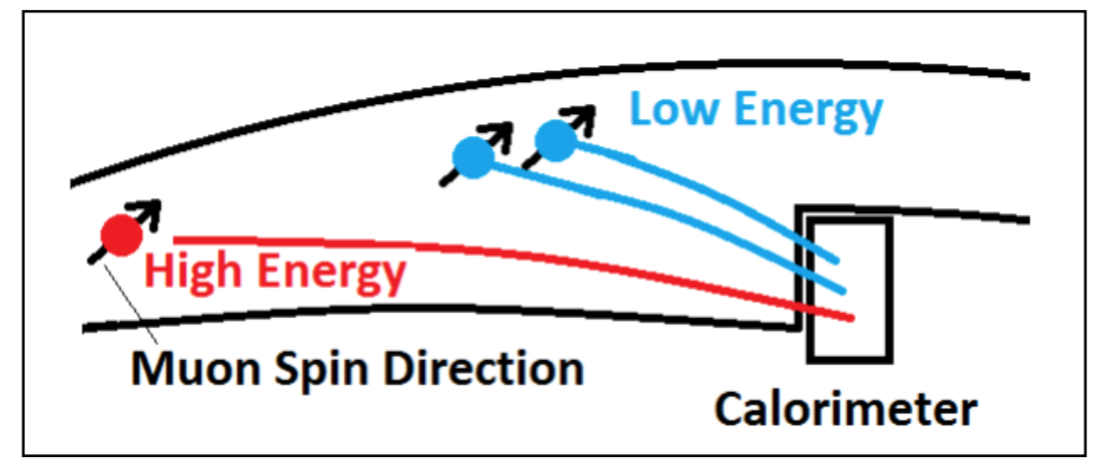 Low Energy
High Energy
Muon Spin Direction
Calorimeter